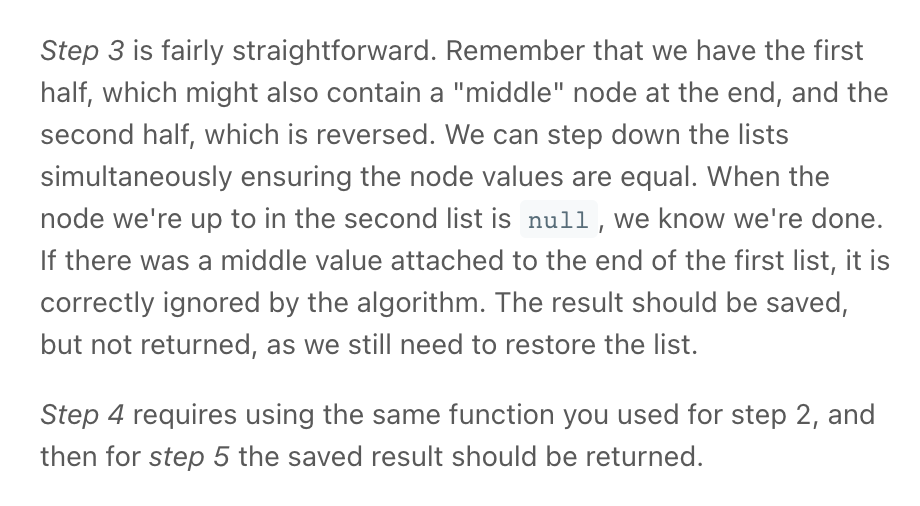 Step 3 is fairly straightforward. Remember that we have the first
half, which might also contain a "middle" node at the end, and the
second half, which is reversed. We can step down the lists
simultaneously ensuring the node values are equal. When the
node we're up to in the second list is null, we know we're done.
If there was a middle value attached to the end of the first list, it is
correctly ignored by the algorithm. The result should be saved,
but not returned, as we still need to restore the list.
Step 4 requires using the same function you used for step 2, and
then for step 5 the saved result should be returned.